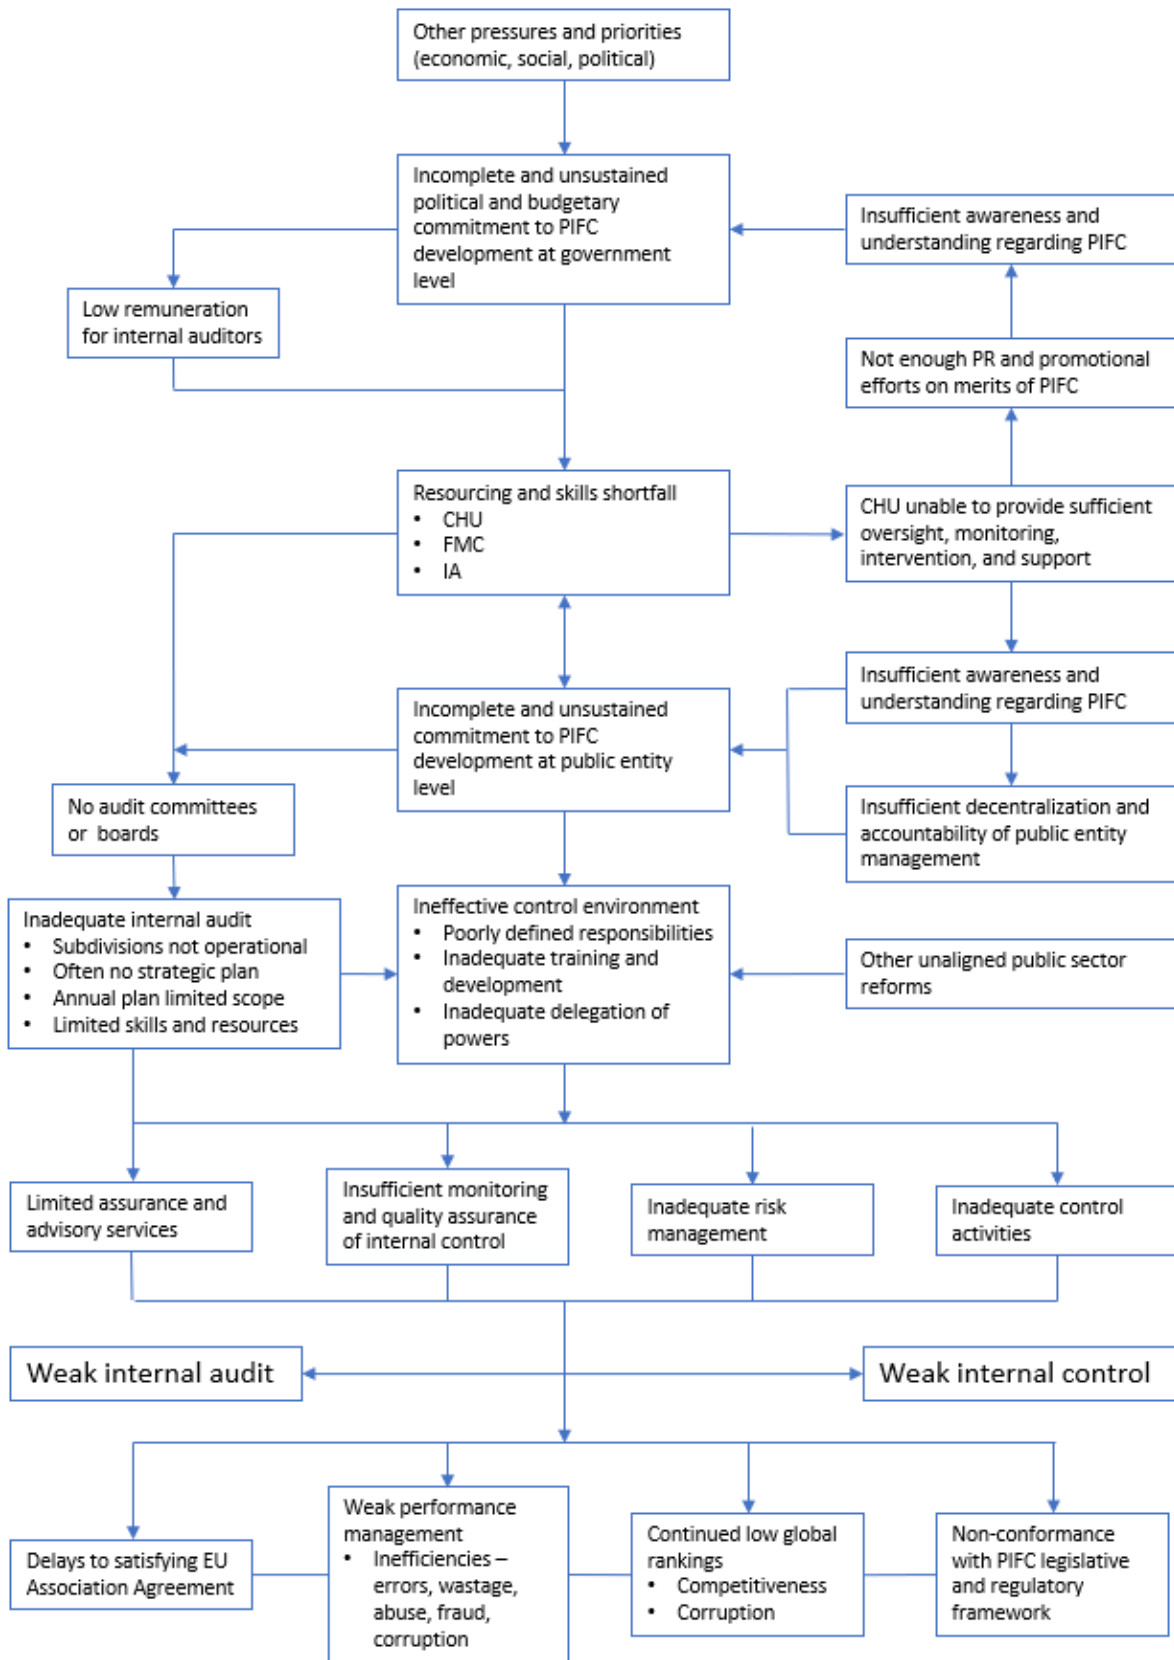 Other pressures and priorities
(economic, social, political)
Incomplete and unsustained
political and budgetary
commitment to PIFC
development at government
level
Insufficient awareness and
understanding regarding PIFC
Low remuneration
for internal auditors
Not enough PR and promotional
efforts on merits of PIFC
Resourcing and skills shortfall
• CHU
• FMC
• IA
CHU unable to provide sufficient
oversight, monitoring,
intervention, and support
Insufficient awareness and
understanding regarding PIFC
Incomplete and unsustained
commitment to PIFC
development at public entity
level
No audit committees
or boards
Insufficient decentralization and
accountability of public entity
management
Inadequate internal audit
• Subdivisions not operational
• Often no strategic plan
• Annual plan limited scope
• Limited skills and resources
Ineffective control environment
• Poorly defined responsibilities
• Inadequate training and
development
• Inadequate delegation of
powers
Other unaligned public sector
reforms
Limited assurance and
advisory services
Insufficient monitoring
and quality assurance
of internal control
Inadequate risk
management
Inadequate control
activities
Weak internal audit
Weak internal control
Delays to satisfying EU
Association Agreement
Weak performance
management
• Inefficiencies –
errors, wastage,
abuse, fraud,
corruption
Continued low global
rankings
• Competitiveness
• Corruption
Non-conformance
with PIFC legislative
and regulatory
framework